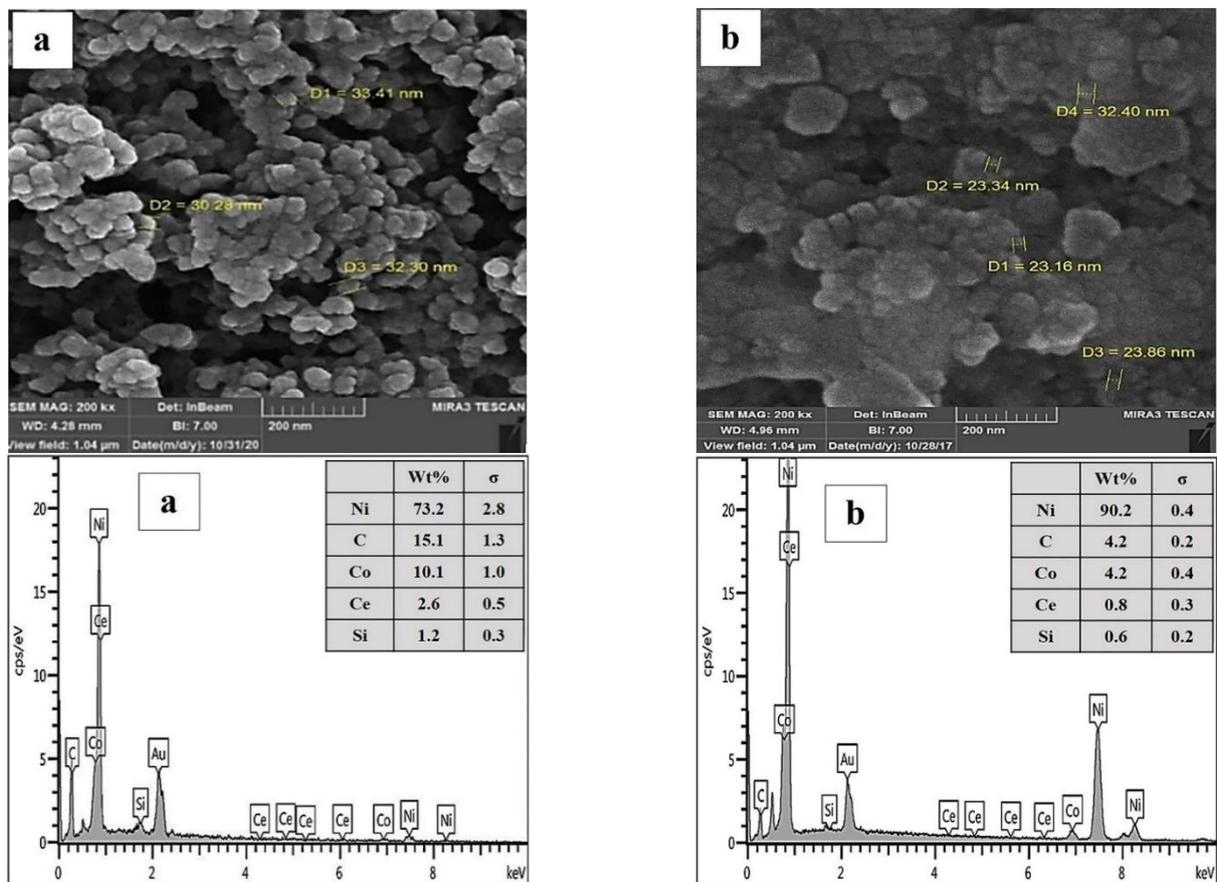 a
D1 = 33.41 nm
D2 = 30.28 nm
D3 = 32.30 nm
SEM MAG: 200 kx Det: InBeam MIRA3 TESCAN
WD: 4.28 mm BI: 7.00 200 nm
View field: 1.04 µm Date(m/d/y): 10/31/20
b
D4 = 32.40 nm
D2 = 23.34 nm
D1 = 23.16 nm
D3 = 23.86 nm
SEM MAG: 200 kx Det: InBeam MIRA3 TESCAN
WD: 4.96 mm BI: 7.00 200 nm
View field: 1.04 µm Date(m/d/y): 10/28/17
a
Wt% σ
Ni 73.2 2.8
C 15.1 1.3
Co 10.1 1.0
Ce 2.6 0.5
Si 1.2 0.3
cps/eV
20
15
10
5
0
Ni
Ce
C Co Si Au Ce Ce Ce Ce Co Ni Ni
0 2 4 6 8 keV
b
Wt% σ
Ni 90.2 0.4
C 4.2 0.2
Co 4.2 0.4
Ce 0.8 0.3
Si 0.6 0.2
cps/eV
20
15
10
5
0
Ni
Ce
Co
C Si Au Ce Ce Ce Ce Co Ni Ni
0 2 4 6 8 keV